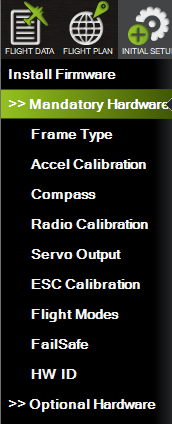 FLIGHT DATA FLIGHT PLAN INITIAL SETU
Install Firmware
>> Mandatory Hardware
Frame Type
Accel Calibration
Compass
Radio Calibration
Servo Output
ESC Calibration
Flight Modes
FailSafe
HW ID
>> Optional Hardware